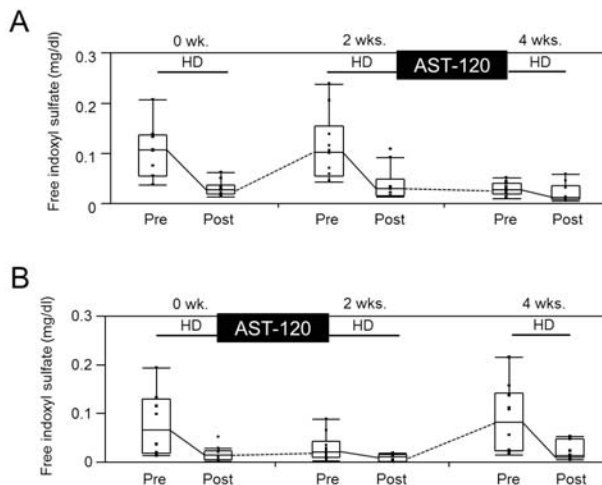 A
0 wk. 2 wks. 4 wks.
HD HD AST-120 HD
Free indoxyl sulfate (mg/dl)
0.3
0.2
0.1
0
Pre Post Pre Post Pre Post
B
0 wk. 2 wks. 4 wks.
HD AST-120 HD HD
Free indoxyl sulfate (mg/dl)
0.3
0.2
0.1
0
Pre Post Pre Post Pre Post